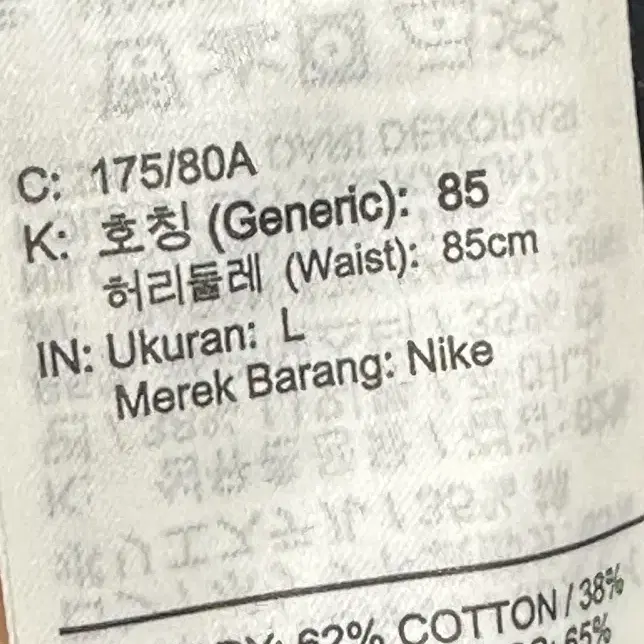 C: 175/80A
K: 호칭 (Generic): 85
허리둘레 (Waist): 85cm
IN: Ukuran: L
Merek Barang: Nike
62% COTTON / 38%
65%